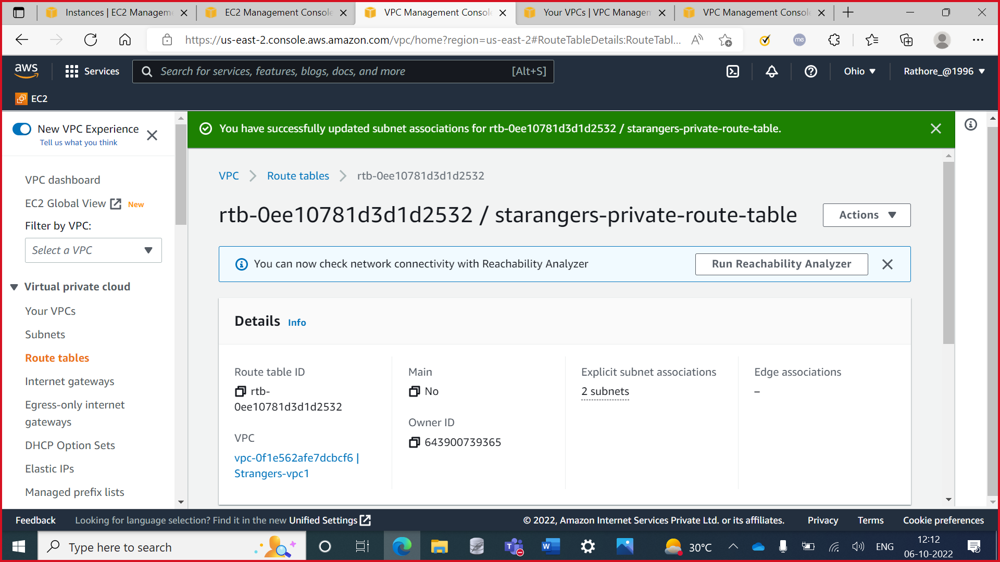 Instances | EC2 Manageme
EC2 Management Console
VPC Management Console
Your VPCs | VPC Managem
VPC Management Console
https://us-east-2.console.aws.amazon.com/vpc/home?region=us-east-2#RouteTableDetails:RouteTabl...
me
aws
Services
Search for services, features, blogs, docs, and more
[Alt+S]
Ohio
Rathore_@1996
EC2
New VPC Experience
Tell us what you think
You have successfully updated subnet associations for rtb-0ee10781d3d1d2532 / starangers-private-route-table.
VPC dashboard
EC2 Global View New
Filter by VPC:
Select a VPC
Virtual private cloud
Your VPCs
Subnets
Route tables
Internet gateways
Egress-only internet
gateways
DHCP Option Sets
Elastic IPs
Managed prefix lists
VPC
Route tables
rtb-0ee10781d3d1d2532
rtb-0ee10781d3d1d2532 / starangers-private-route-table
Actions
You can now check network connectivity with Reachability Analyzer
Run Reachability Analyzer
Details Info
Route table ID
rtb-
0ee10781d3d1d2532
VPC
vpc-0f1e562afe7dcbcf6 |
Strangers-vpc1
Main
No
Owner ID
643900739365
Explicit subnet associations
2 subnets
Edge associations
–
Feedback
Looking for language selection? Find it in the new Unified Settings
© 2022, Amazon Internet Services Private Ltd. or its affiliates.
Privacy
Terms
Cookie preferences
Type here to search
30°C
ENG
12:12
06-10-2022